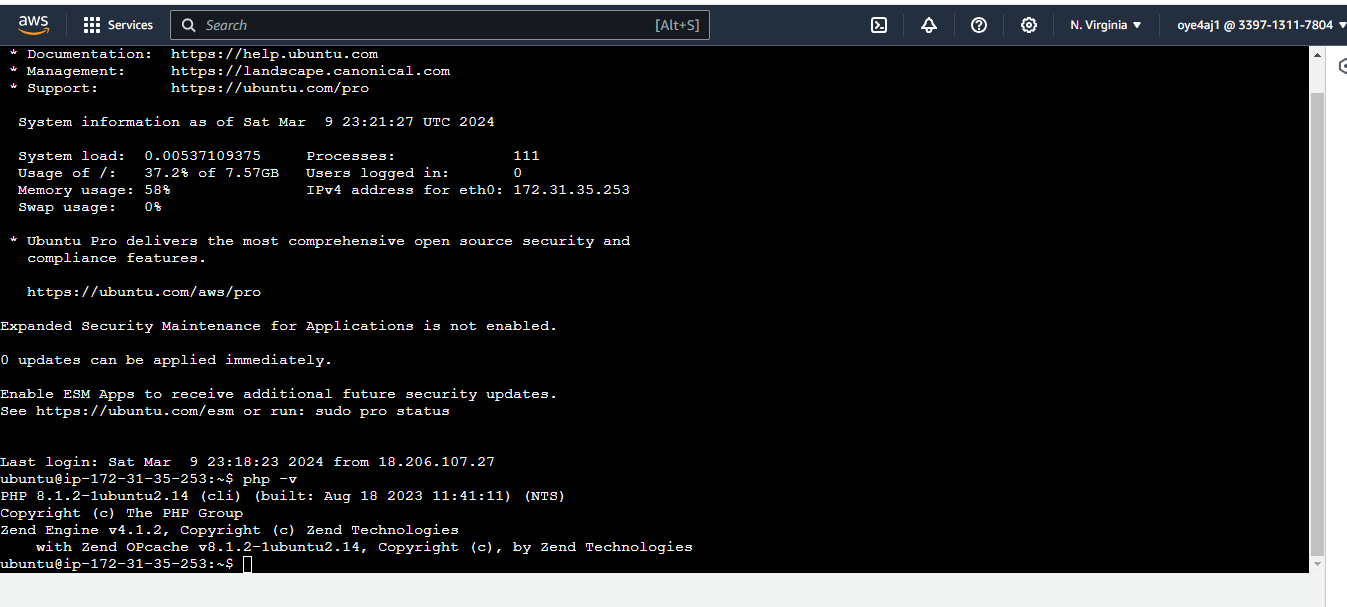 aws Services Search [Alt+S] N. Virginia oye4aj1 @ 3397-1311-7804
* Documentation: https://help.ubuntu.com
* Management: https://landscape.canonical.com
* Support: https://ubuntu.com/pro
System information as of Sat Mar 9 23:21:27 UTC 2024
System load: 0.00537109375 Processes: 111
Usage of /: 37.2% of 7.57GB Users logged in: 0
Memory usage: 58% IPv4 address for eth0: 172.31.35.253
Swap usage: 0%
* Ubuntu Pro delivers the most comprehensive open source security and
compliance features.
https://ubuntu.com/aws/pro
Expanded Security Maintenance for Applications is not enabled.
0 updates can be applied immediately.
Enable ESM Apps to receive additional future security updates.
See https://ubuntu.com/esm or run: sudo pro status
Last login: Sat Mar 9 23:18:23 2024 from 18.206.107.27
ubuntu@ip-172-31-35-253:~$ php -v
PHP 8.1.2-1ubuntu2.14 (cli) (built: Aug 18 2023 11:41:11) (NTS)
Copyright (c) The PHP Group
Zend Engine v4.1.2, Copyright (c) Zend Technologies
with Zend OPcache v8.1.2-1ubuntu2.14, Copyright (c), by Zend Technologies
ubuntu@ip-172-31-35-253:~$